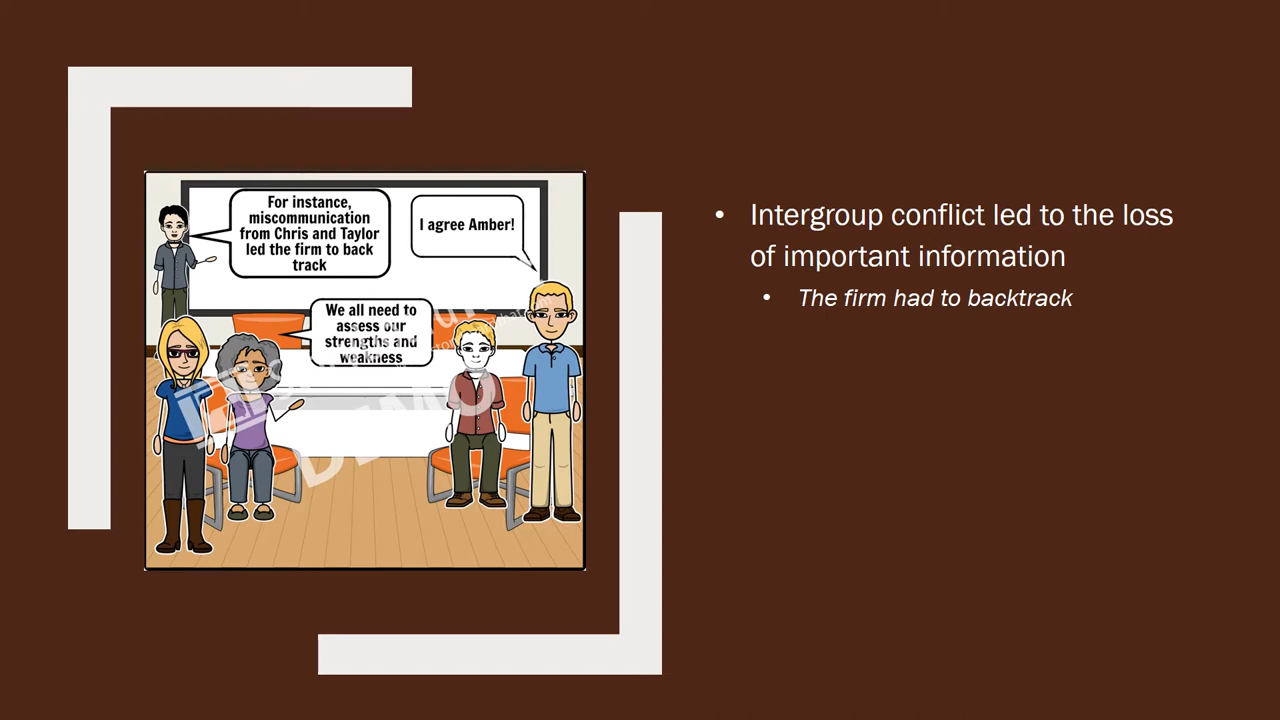 For instance,
miscommunication
from Chris and Taylor
led the firm to back
track
I agree Amber!
We all need to
assess our
strengths and
weakness
DEMO
• Intergroup conflict led to the loss
of important information
• The firm had to backtrack